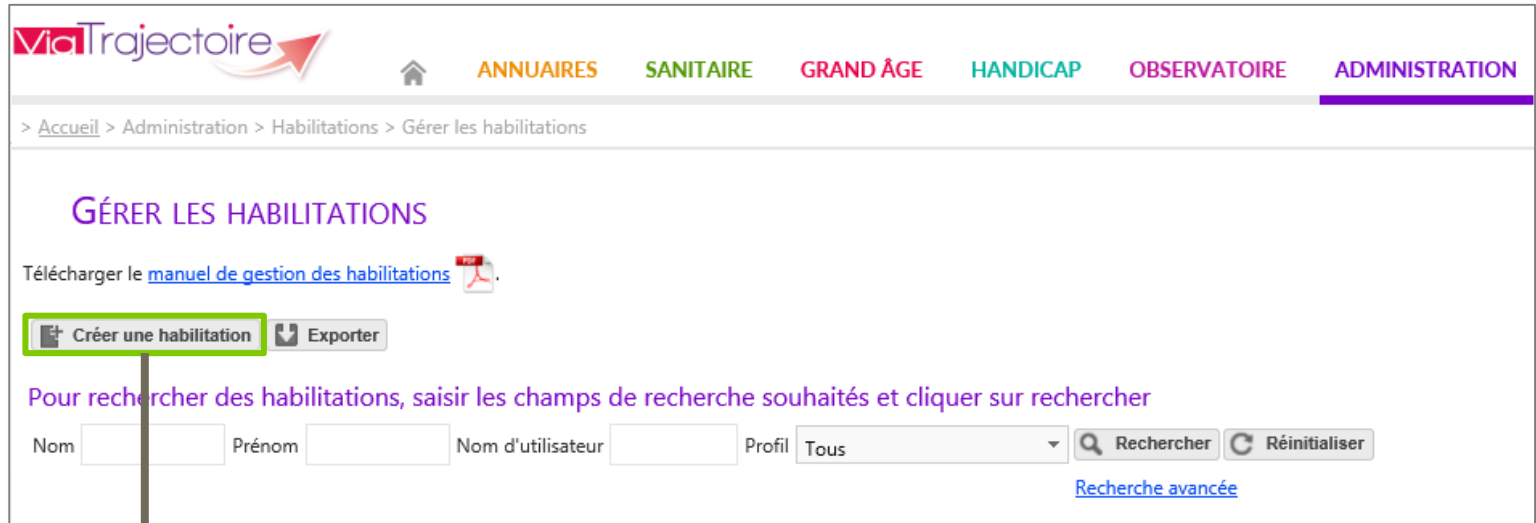 ViaTrajectoire
ANNUAIRES SANITAIRE GRAND ÂGE HANDICAP OBSERVATOIRE ADMINISTRATION
> Accueil > Administration > Habilitations > Gérer les habilitations
GÉRER LES HABILITATIONS
Télécharger le manuel de gestion des habilitations PDF .
Créer une habilitation Exporter
Pour rechercher des habilitations, saisir les champs de recherche souhaités et cliquer sur rechercher
Nom Prénom Nom d'utilisateur Profil Tous Rechercher Réinitialiser
Recherche avancée